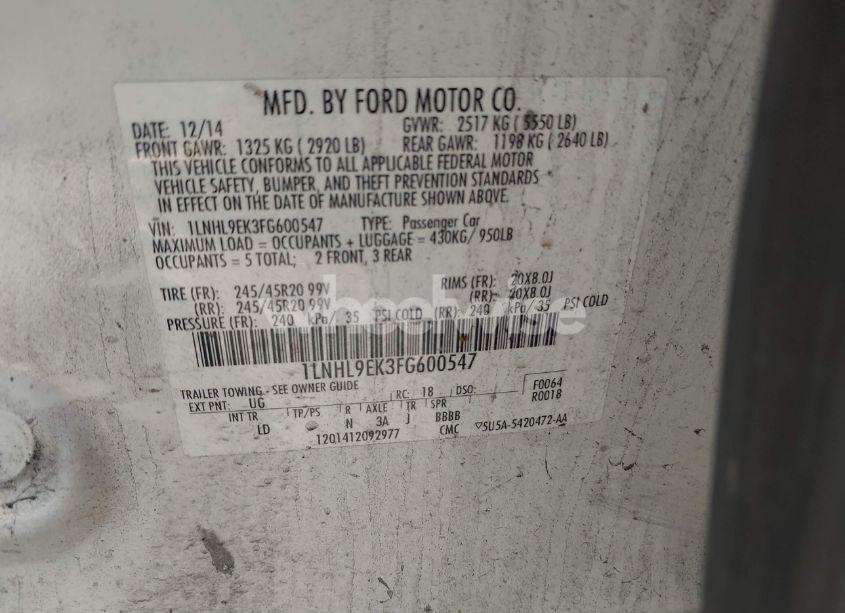 MFD. BY FORD MOTOR CO.
DATE: 12/14 GVWR: 2517 KG ( 5550 LB)
FRONT GAWR: 1325 KG ( 2920 LB) REAR GAWR: 1198 KG ( 2640 LB)
THIS VEHICLE CONFORMS TO ALL APPLICABLE FEDERAL MOTOR
VEHICLE SAFETY, BUMPER, AND THEFT PREVENTION STANDARDS
IN EFFECT ON THE DATE OF MANUFACTURE SHOWN ABOVE.
VIN: 1LNHL9EK3FG600547 TYPE: Passenger Car
MAXIMUM LOAD = OCCUPANTS + LUGGAGE = 430KG/ 950LB
OCCUPANTS = 5 TOTAL; 2 FRONT, 3 REAR
TIRE (FR): 245/45R20 99V RIMS (FR): 20X8.0J
(RR): 245/45R20 99V (RR): 20X8.0J
PRESSURE (FR): 240 kPa/ 35 PSI COLD (RR): 240 kPa/ 35 PSI COLD
1LNHL9EK3FG600547
TRAILER TOWING - SEE OWNER GUIDE
EXT PNT: UG RC: 18 DSO: F0064
R0018
INT TR TP/PS R AXLE TR SPR
LD N 3A J BBBB
12Q1412092977 CMC 5U5A-5420472-AA